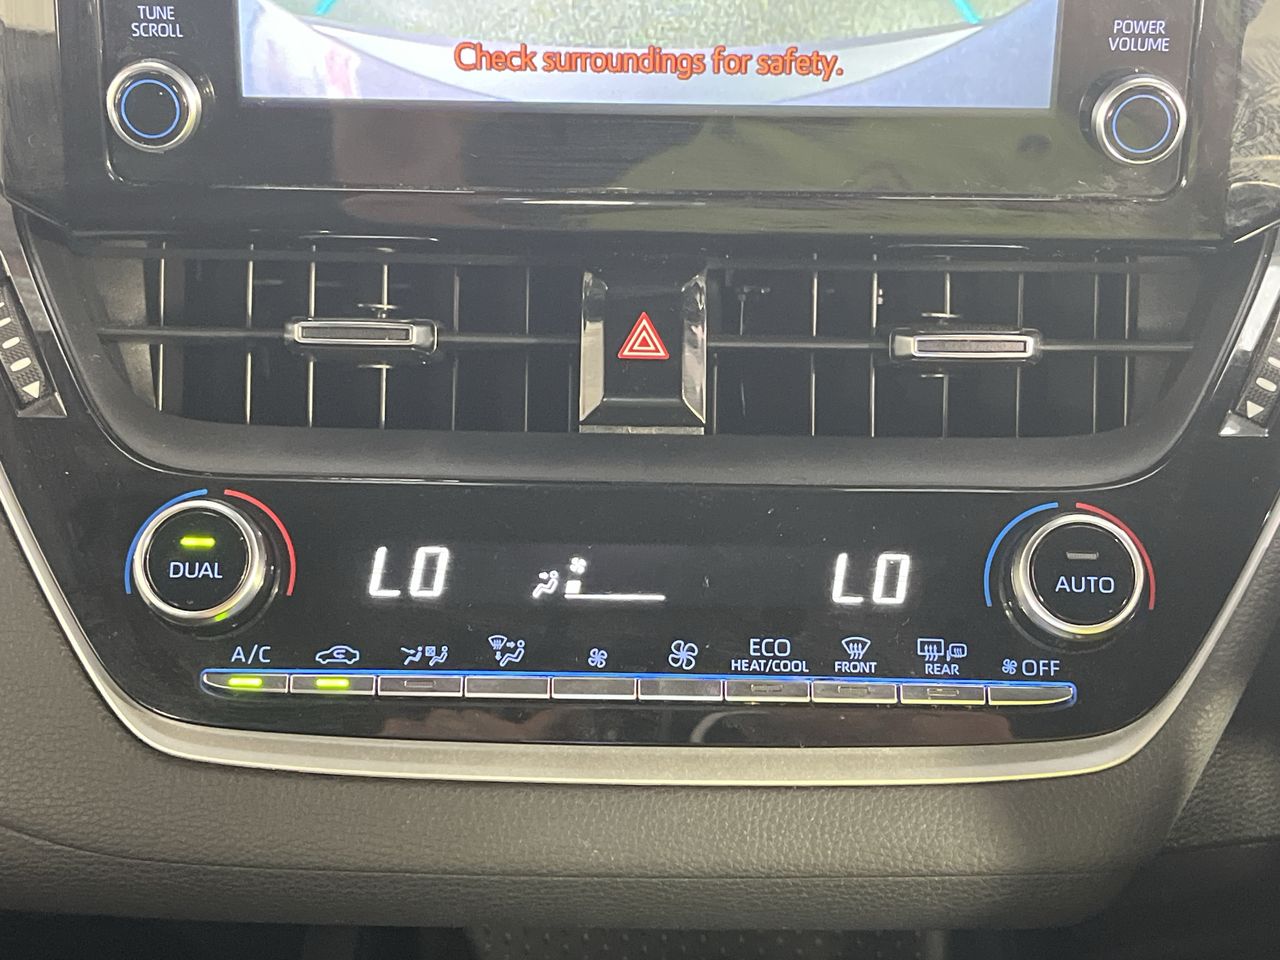 TUNE
SCROLL
POWER
VOLUME
Check surroundings for safety.
DUAL
LO
LO
AUTO
A/C
ECO
HEAT/COOL
FRONT
REAR
OFF